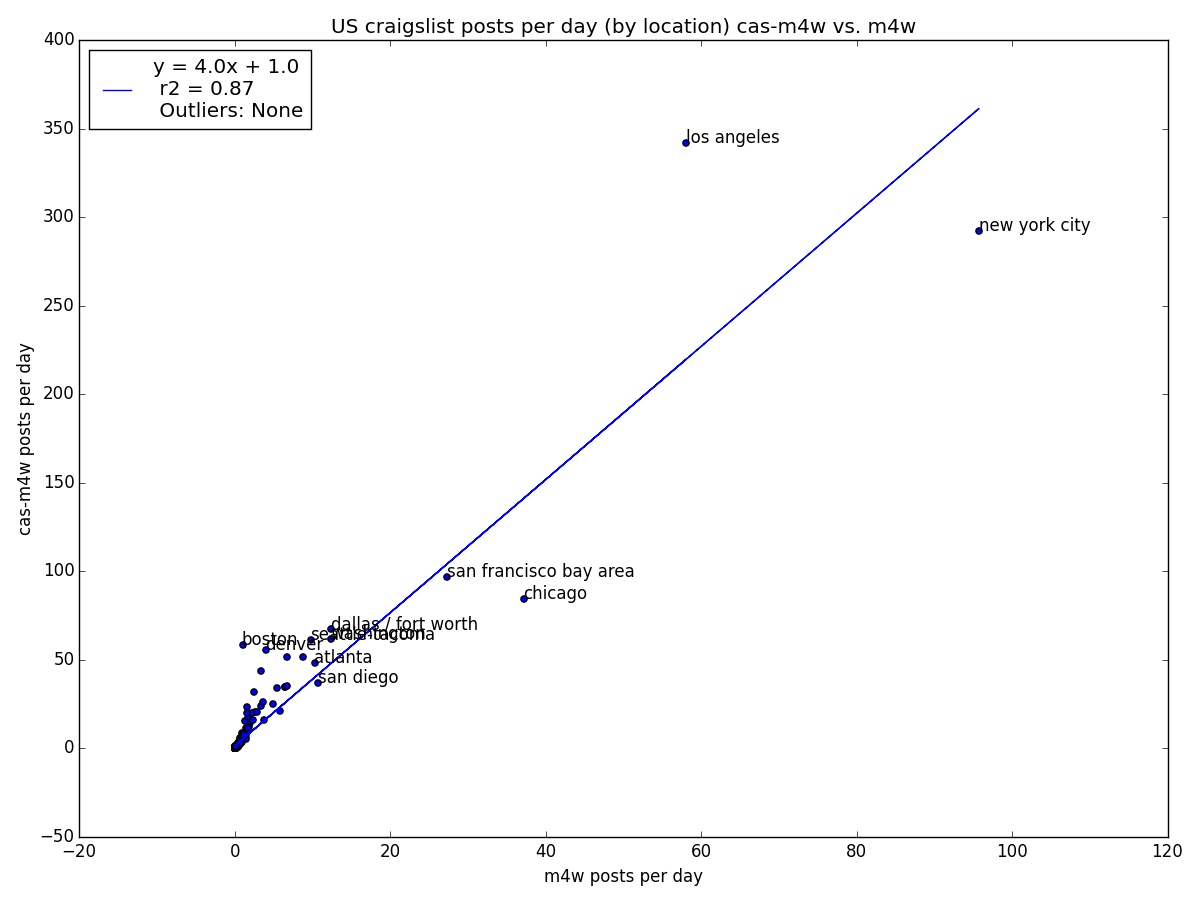 US craigslist posts per day (by location) cas-m4w vs. m4w
400
350
300
250
200
150
100
50
0
−50
y = 4.0x + 1.0
r2 = 0.87
Outliers: None
los angeles
new york city
san francisco bay area
chicago
dallas / fort worth
seattle-tacoma
washington
boston
denver
atlanta
san diego
cas-m4w posts per day
−20
0
20
40
60
80
100
120
m4w posts per day